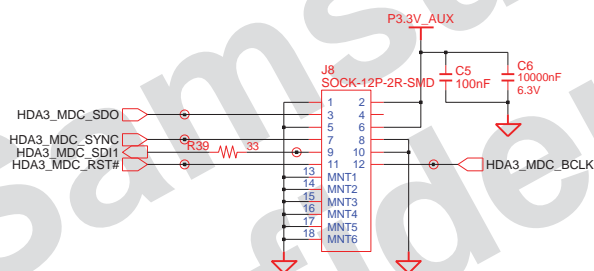 P3.3V_AUX
J8
SOCK-12P-2R-SMD
C5
100nF
C6
10000nF
6.3V
HDA3_MDC_SDO
HDA3_MDC_SYNC
HDA3_MDC_SDI1
HDA3_MDC_RST#
R39 33
1 2
3 4
5 6
7 8
9 10
11 12
HDA3_MDC_BCLK
13 MNT1
14 MNT2
15 MNT3
16 MNT4
17 MNT5
18 MNT6
Samsung